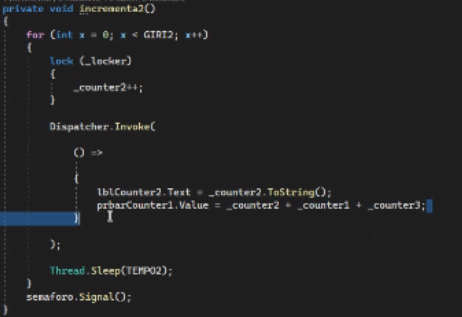 private void incrementa2()
{
for (int x = 0; x < GIRI2; x++)
{
lock (_locker)
{
_counter2++;
}
Dispatcher.Invoke(
() =>
{
lblCounter2.Text = _counter2.ToString();
prbarCounter1.Value = _counter2 + _counter1 + _counter3;
}
);
Thread.Sleep(TEMPO2);
}
semaforo.Signal();
}